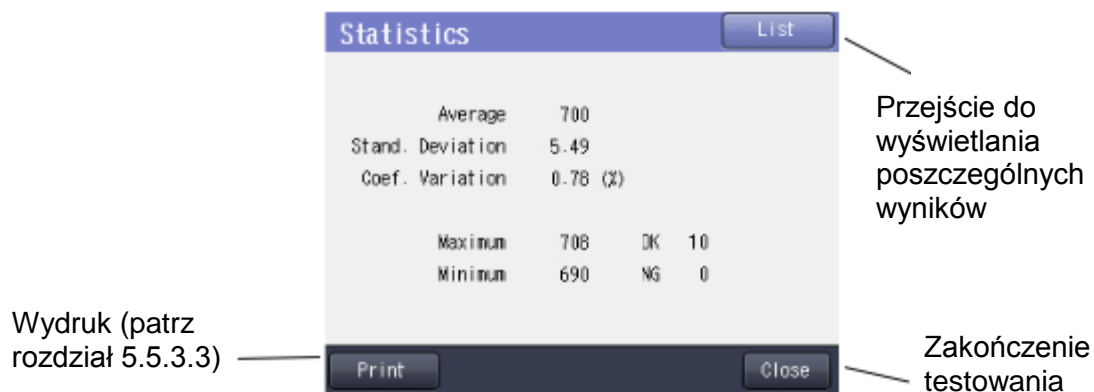 Statistics
List
Average 700
Stand. Deviation 5.49
Coef. Variation 0.78 (%)
Maximum 708 OK 10
Minimum 690 NG 0
Print
Close
Przejście do
wyświetlania
poszczególnych
wyników
Wydruk (patrz
rozdział 5.5.3.3)
Zakończenie
testowania